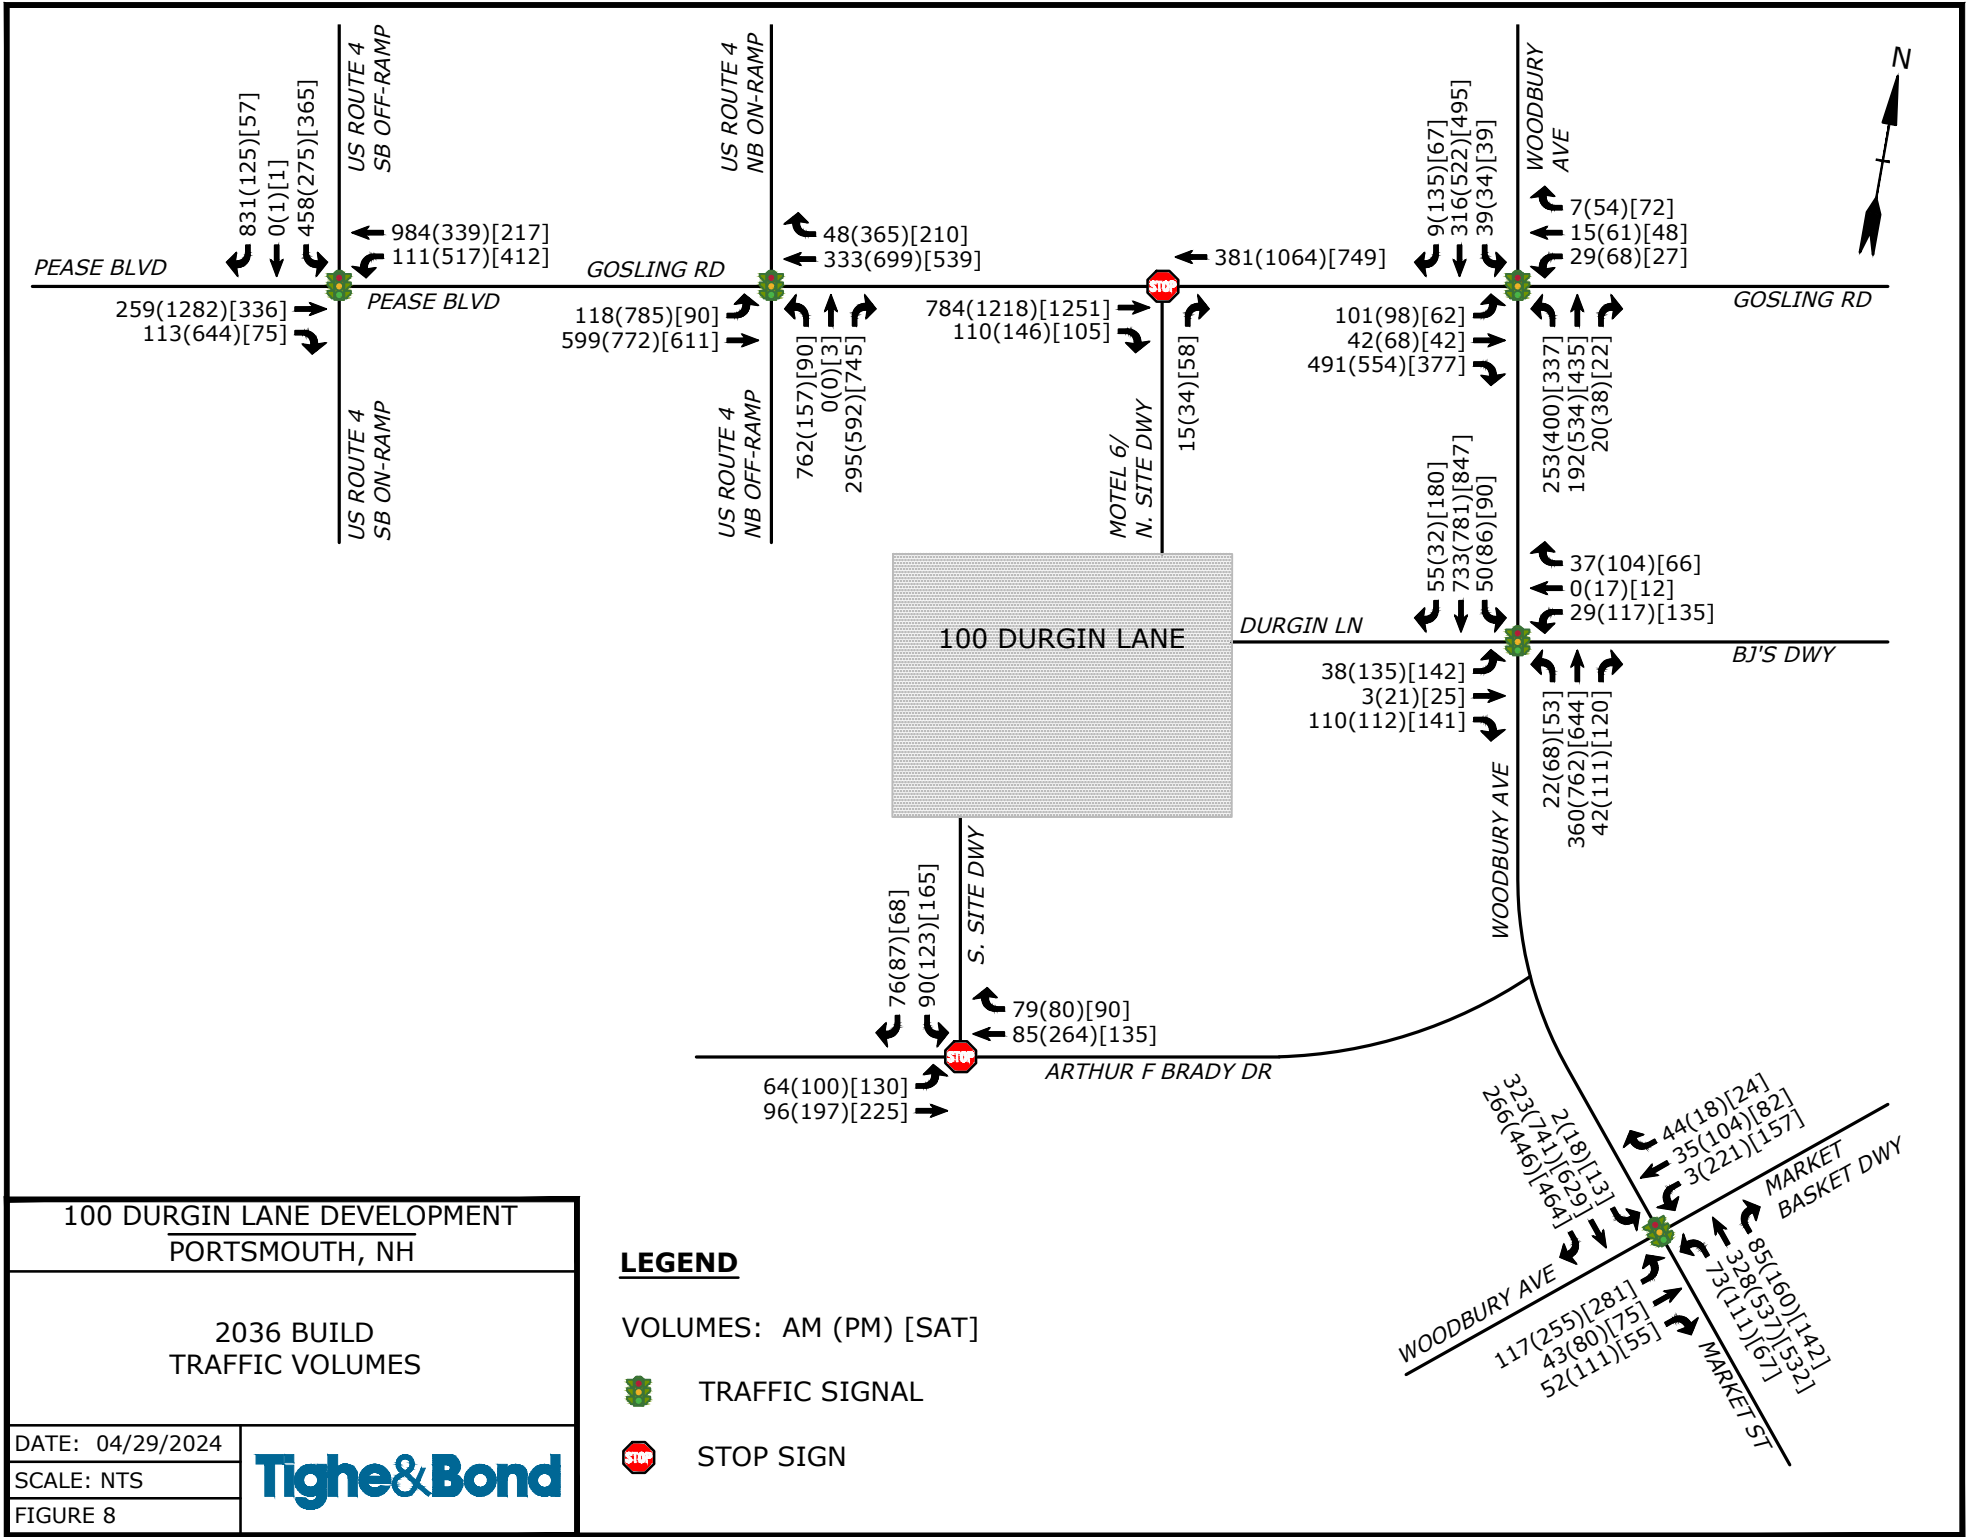 US ROUTE 4
SB OFF-RAMP
831(125)[57]
0(1)[1]
458(275)[365]
984(339)[217]
111(517)[412]
PEASE BLVD
PEASE BLVD
259(1282)[336]
113(644)[75]
US ROUTE 4
SB ON-RAMP
US ROUTE 4
NB ON-RAMP
48(365)[210]
333(699)[539]
GOSLING RD
118(785)[90]
599(772)[611]
762(157)[90]
0(0)[3]
295(592)[745]
US ROUTE 4
NB OFF-RAMP
381(1064)[749]
STOP
784(1218)[1251]
110(146)[105]
15(34)[58]
MOTEL 6/
N. SITE DWY
WOODBURY
AVE
9(135)[67]
316(522)[495]
39(34)[39]
7(54)[72]
15(61)[48]
29(68)[27]
GOSLING RD
101(98)[62]
42(68)[42]
491(554)[377]
253(400)[337]
192(534)[435]
20(38)[22]
N
55(32)[180]
733(781)[847]
50(86)[90]
37(104)[66]
0(17)[12]
29(117)[135]
100 DURGIN LANE
DURGIN LN
BJ'S DWY
38(135)[142]
3(21)[25]
110(112)[141]
22(68)[53]
360(762)[644]
42(111)[120]
WOODBURY AVE
S. SITE DWY
76(87)[68]
90(123)[165]
79(80)[90]
85(264)[135]
STOP
ARTHUR F BRADY DR
64(100)[130]
96(197)[225]
266(446)[464]
323(741)[629]
2(18)[13]
44(18)[24]
35(104)[82]
3(221)[157]
MARKET
BASKET DWY
WOODBURY AVE
117(255)[281]
43(80)[75]
52(111)[55]
73(111)[67]
328(537)[532]
85(160)[142]
MARKET ST
100 DURGIN LANE DEVELOPMENT
PORTSMOUTH, NH
2036 BUILD
TRAFFIC VOLUMES
DATE: 04/29/2024
SCALE: NTS
FIGURE 8
Tighe&Bond
LEGEND
VOLUMES: AM (PM) [SAT]
TRAFFIC SIGNAL
STOP
STOP SIGN